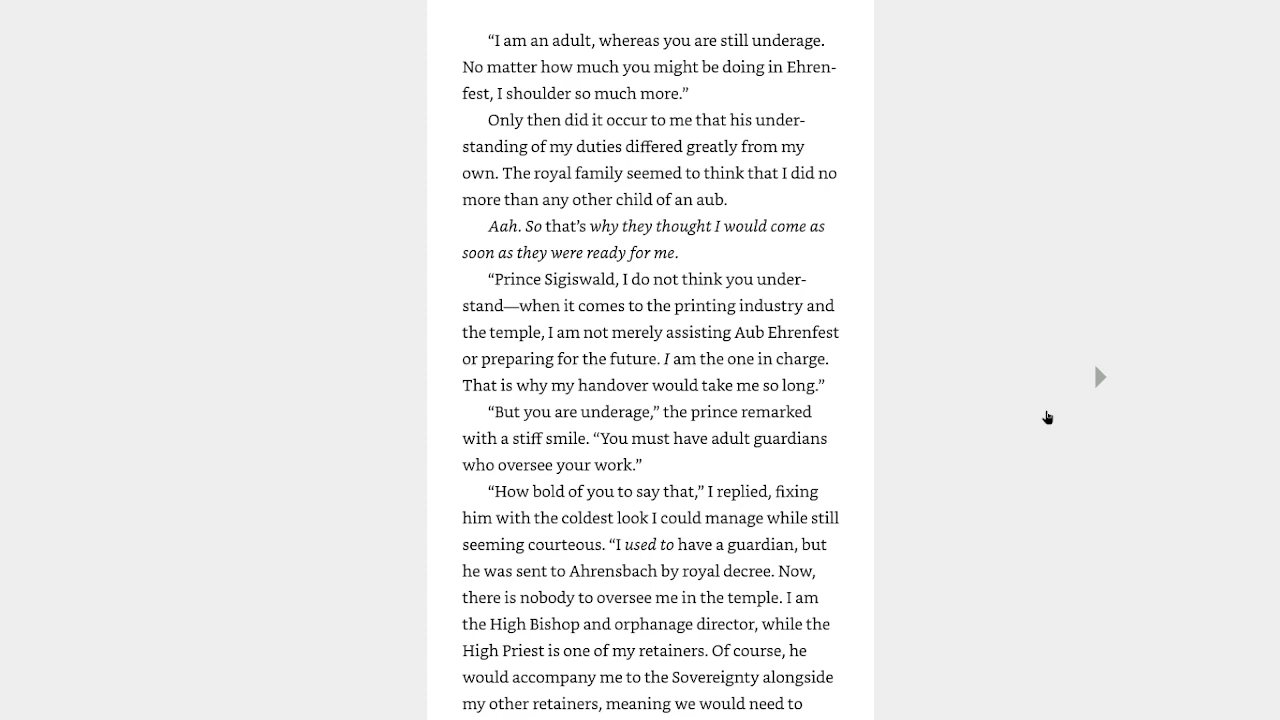 “I am an adult, whereas you are still underage.
No matter how much you might be doing in Ehren-
fest, I shoulder so much more.”
Only then did it occur to me that his under-
standing of my duties differed greatly from my
own. The royal family seemed to think that I did no
more than any other child of an aub.
Aah. So that’s why they thought I would come as
soon as they were ready for me.
“Prince Sigiswald, I do not think you under-
stand—when it comes to the printing industry and
the temple, I am not merely assisting Aub Ehrenfest
or preparing for the future. I am the one in charge.
That is why my handover would take me so long.”
“But you are underage,” the prince remarked
with a stiff smile. “You must have adult guardians
who oversee your work.”
“How bold of you to say that,” I replied, fixing
him with the coldest look I could manage while still
seeming courteous. “I used to have a guardian, but
he was sent to Ahrensbach by royal decree. Now,
there is nobody to oversee me in the temple. I am
the High Bishop and orphanage director, while the
High Priest is one of my retainers. Of course, he
would accompany me to the Sovereignty alongside
my other retainers, meaning we would need to